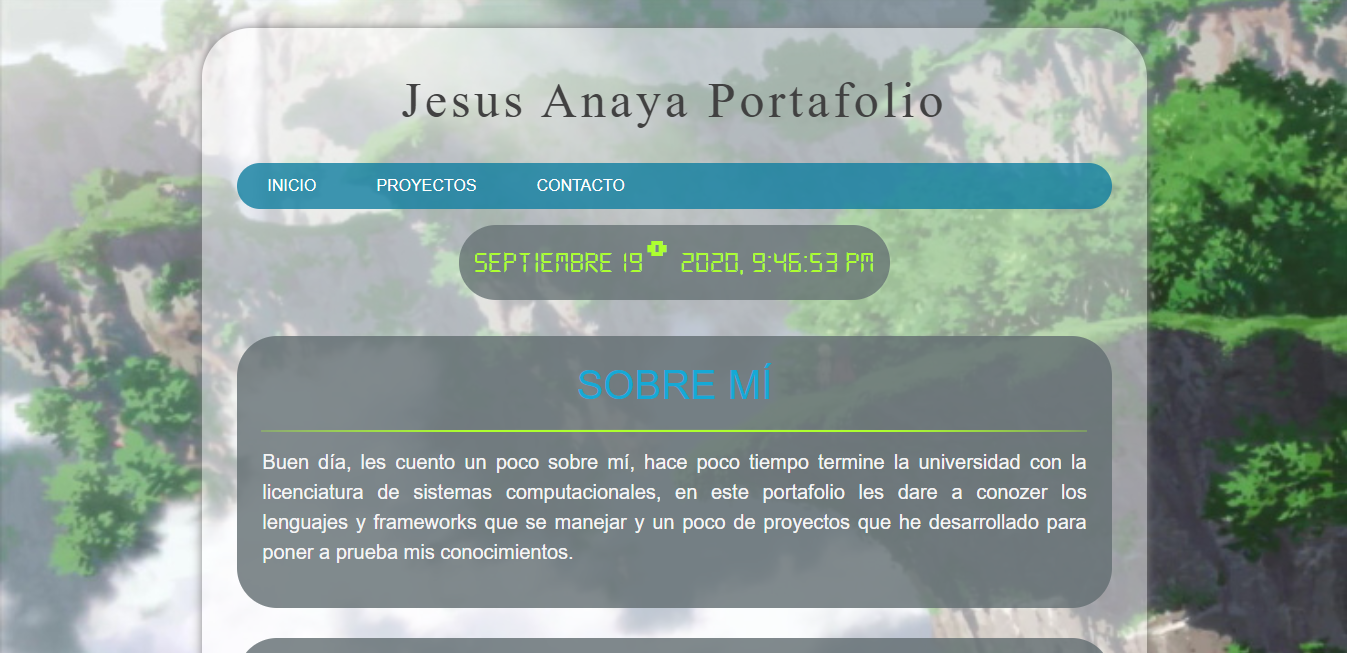 Jesus Anaya Portafolio
INICIO PROYECTOS CONTACTO
SEPTIEMBRE 19 2020, 9:46:53 PM
SOBRE MÍ
Buen día, les cuento un poco sobre mí, hace poco tiempo termine la universidad con la
licenciatura de sistemas computacionales, en este portafolio les dare a conozer los
lenguajes y frameworks que se manejar y un poco de proyectos que he desarrollado para
poner a prueba mis conocimientos.